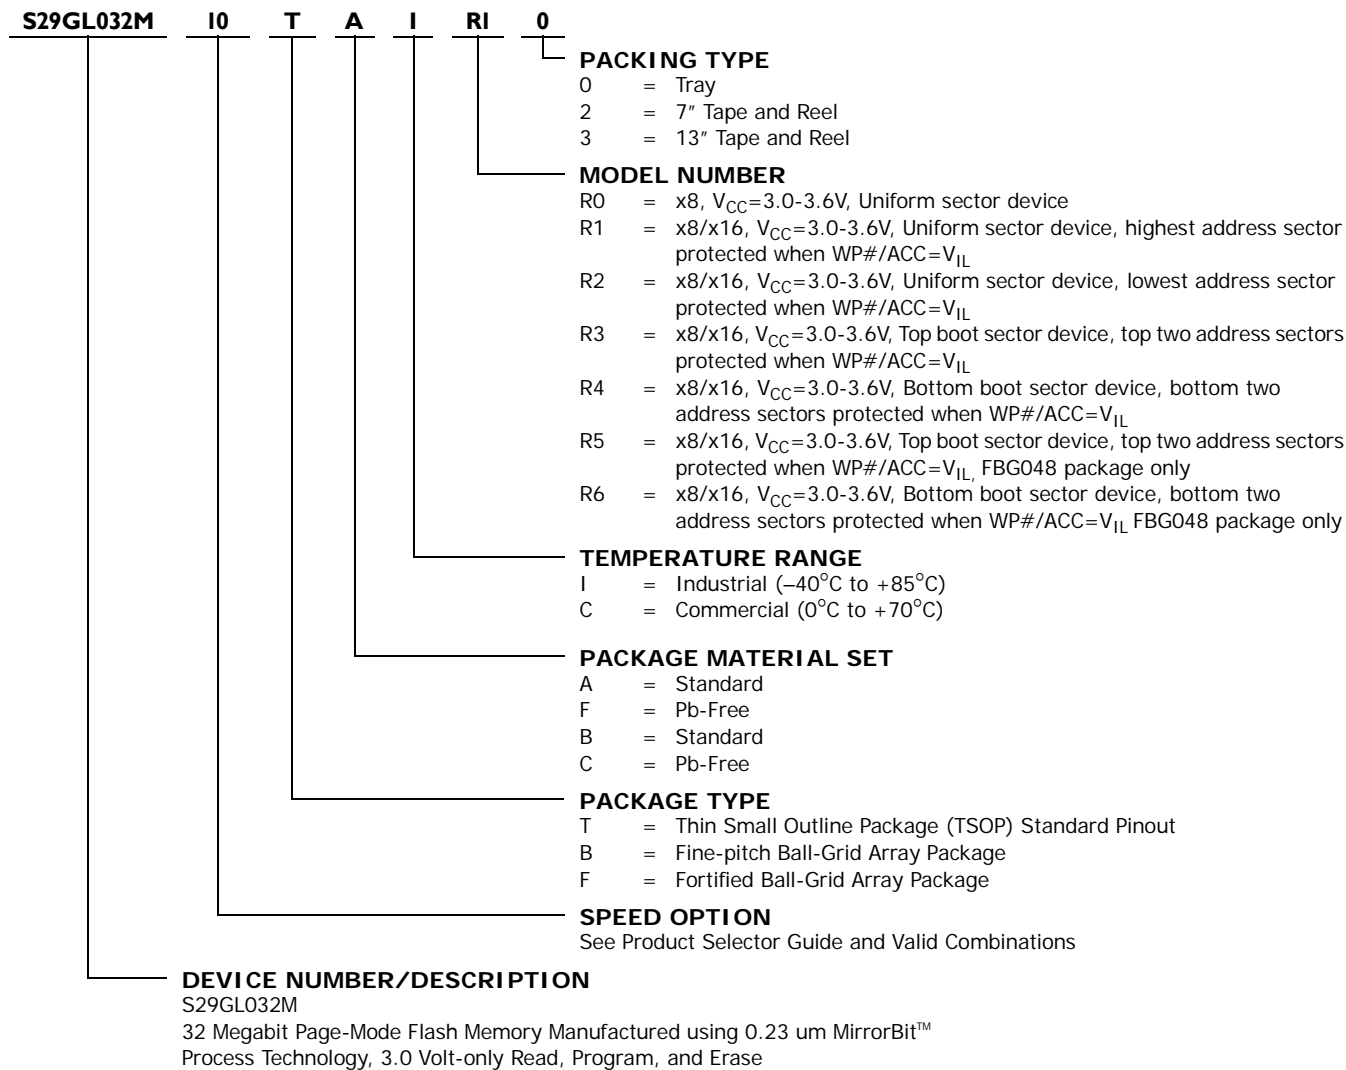 S29GL032M 10 T A I R1 0
PACKING TYPE
0 = Tray
2 = 7″ Tape and Reel
3 = 13″ Tape and Reel
MODEL NUMBER
R0 = x8, VCC=3.0-3.6V, Uniform sector device
R1 = x8/x16, VCC=3.0-3.6V, Uniform sector device, highest address sector
protected when WP#/ACC=VIL
R2 = x8/x16, VCC=3.0-3.6V, Uniform sector device, lowest address sector
protected when WP#/ACC=VIL
R3 = x8/x16, VCC=3.0-3.6V, Top boot sector device, top two address sectors
protected when WP#/ACC=VIL
R4 = x8/x16, VCC=3.0-3.6V, Bottom boot sector device, bottom two
address sectors protected when WP#/ACC=VIL
R5 = x8/x16, VCC=3.0-3.6V, Top boot sector device, top two address sectors
protected when WP#/ACC=VIL, FBG048 package only
R6 = x8/x16, VCC=3.0-3.6V, Bottom boot sector device, bottom two
address sectors protected when WP#/ACC=VIL FBG048 package only
TEMPERATURE RANGE
I = Industrial (–40°C to +85°C)
C = Commercial (0°C to +70°C)
PACKAGE MATERIAL SET
A = Standard
F = Pb-Free
B = Standard
C = Pb-Free
PACKAGE TYPE
T = Thin Small Outline Package (TSOP) Standard Pinout
B = Fine-pitch Ball-Grid Array Package
F = Fortified Ball-Grid Array Package
SPEED OPTION
See Product Selector Guide and Valid Combinations
DEVICE NUMBER/DESCRIPTION
S29GL032M
32 Megabit Page-Mode Flash Memory Manufactured using 0.23 um MirrorBit™
Process Technology, 3.0 Volt-only Read, Program, and Erase